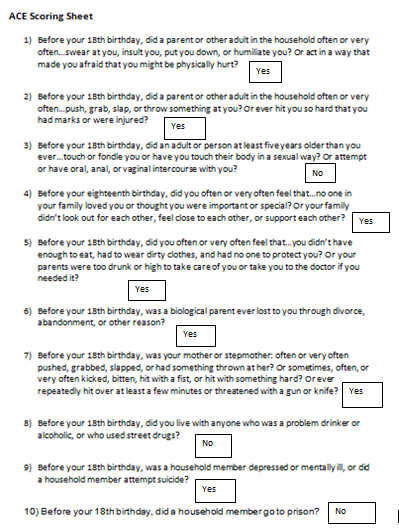 ACE Scoring Sheet
1) Before your 18th birthday, did a parent or other adult in the household often or very
often...swear at you, insult you, put you down, or humiliate you? Or act in a way that
made you afraid that you might be physically hurt? Yes
2) Before your 18th birthday, did a parent or other adult in the household often or very
often...push, grab, slap, or throw something at you? Or ever hit you so hard that you
had marks or were injured? Yes
3) Before your 18th birthday, did an adult or person at least five years older than you
ever...touch or fondle you or have you touch their body in a sexual way? Or attempt
or have oral, anal, or vaginal intercourse with you? No
4) Before your eighteenth birthday, did you often or very often feel that...no one in
your family loved you or thought you were important or special? Or your family
didn't look out for each other, feel close to each other, or support each other? Yes
5) Before your 18th birthday, did you often or very often feel that...you didn't have
enough to eat, had to wear dirty clothes, and had no one to protect you? Or your
parents were too drunk or high to take care of you or take you to the doctor if you
needed it?
Yes
6) Before your 18th birthday, was a biological parent ever lost to you through divorce,
abandonment, or other reason?
Yes
7) Before your 18th birthday, was your mother or stepmother: often or very often
pushed, grabbed, slapped, or had something thrown at her? Or sometimes, often, or
very often kicked, bitten, hit with a fist, or hit with something hard? Or ever
repeatedly hit over at least a few minutes or threatened with a gun or knife? Yes
8) Before your 18th birthday, did you live with anyone who was a problem drinker or
alcoholic, or who used street drugs?
No
9) Before your 18th birthday, was a household member depressed or mentally ill, or did
a household member attempt suicide?
Yes
10) Before your 18th birthday, did a household member go to prison? No